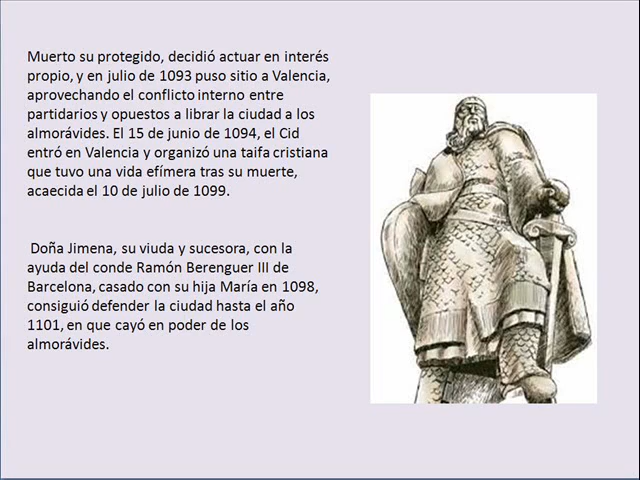 Muerto su protegido, decidió actuar en interés
propio, y en julio de 1093 puso sitio a Valencia,
aprovechando el conflicto interno entre
partidarios y opuestos a librar la ciudad a los
almorávides. El 15 de junio de 1094, el Cid
entró en Valencia y organizó una taifa cristiana
que tuvo una vida efímera tras su muerte,
acaecida el 10 de julio de 1099.
Doña Jimena, su viuda y sucesora, con la
ayuda del conde Ramón Berenguer III de
Barcelona, casado con su hija María en 1098,
consiguió defender la ciudad hasta el año
1101, en que cayó en poder de los
almorávides.